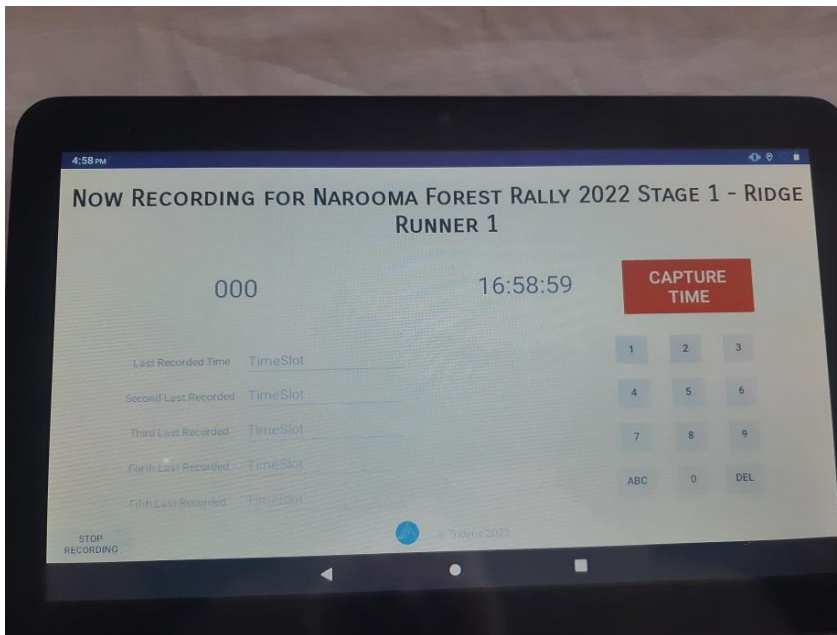 4:58 PM
NOW RECORDING FOR NAROOMA FOREST RALLY 2022 STAGE 1 - RIDGE
RUNNER 1
000
16:58:59
CAPTURE
TIME
Last Recorded Time TimeSlot
Second Last Recorded TimeSlot
Third Last Recorded TimeSlot
Forth Last Recorded TimeSlot
Fifth Last Recorded TimeSlot
1 2 3
4 5 6
7 8 9
ABC 0 DEL
STOP
RECORDING
2022